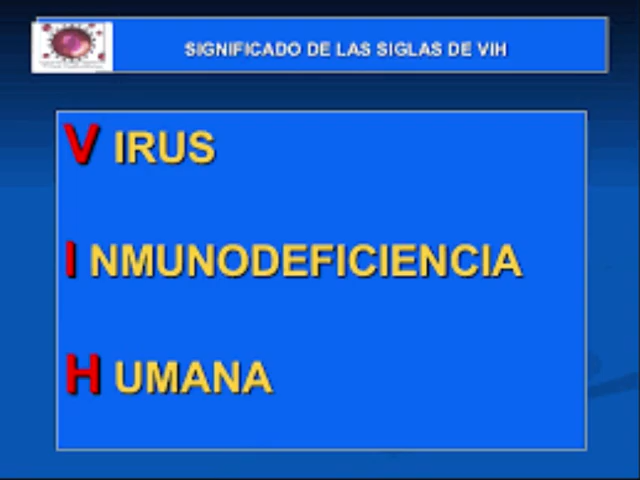 SIGNIFICADO DE LAS SIGLAS DE VIH
V IRUS
I NMUNODEFICIENCIA
H UMANA